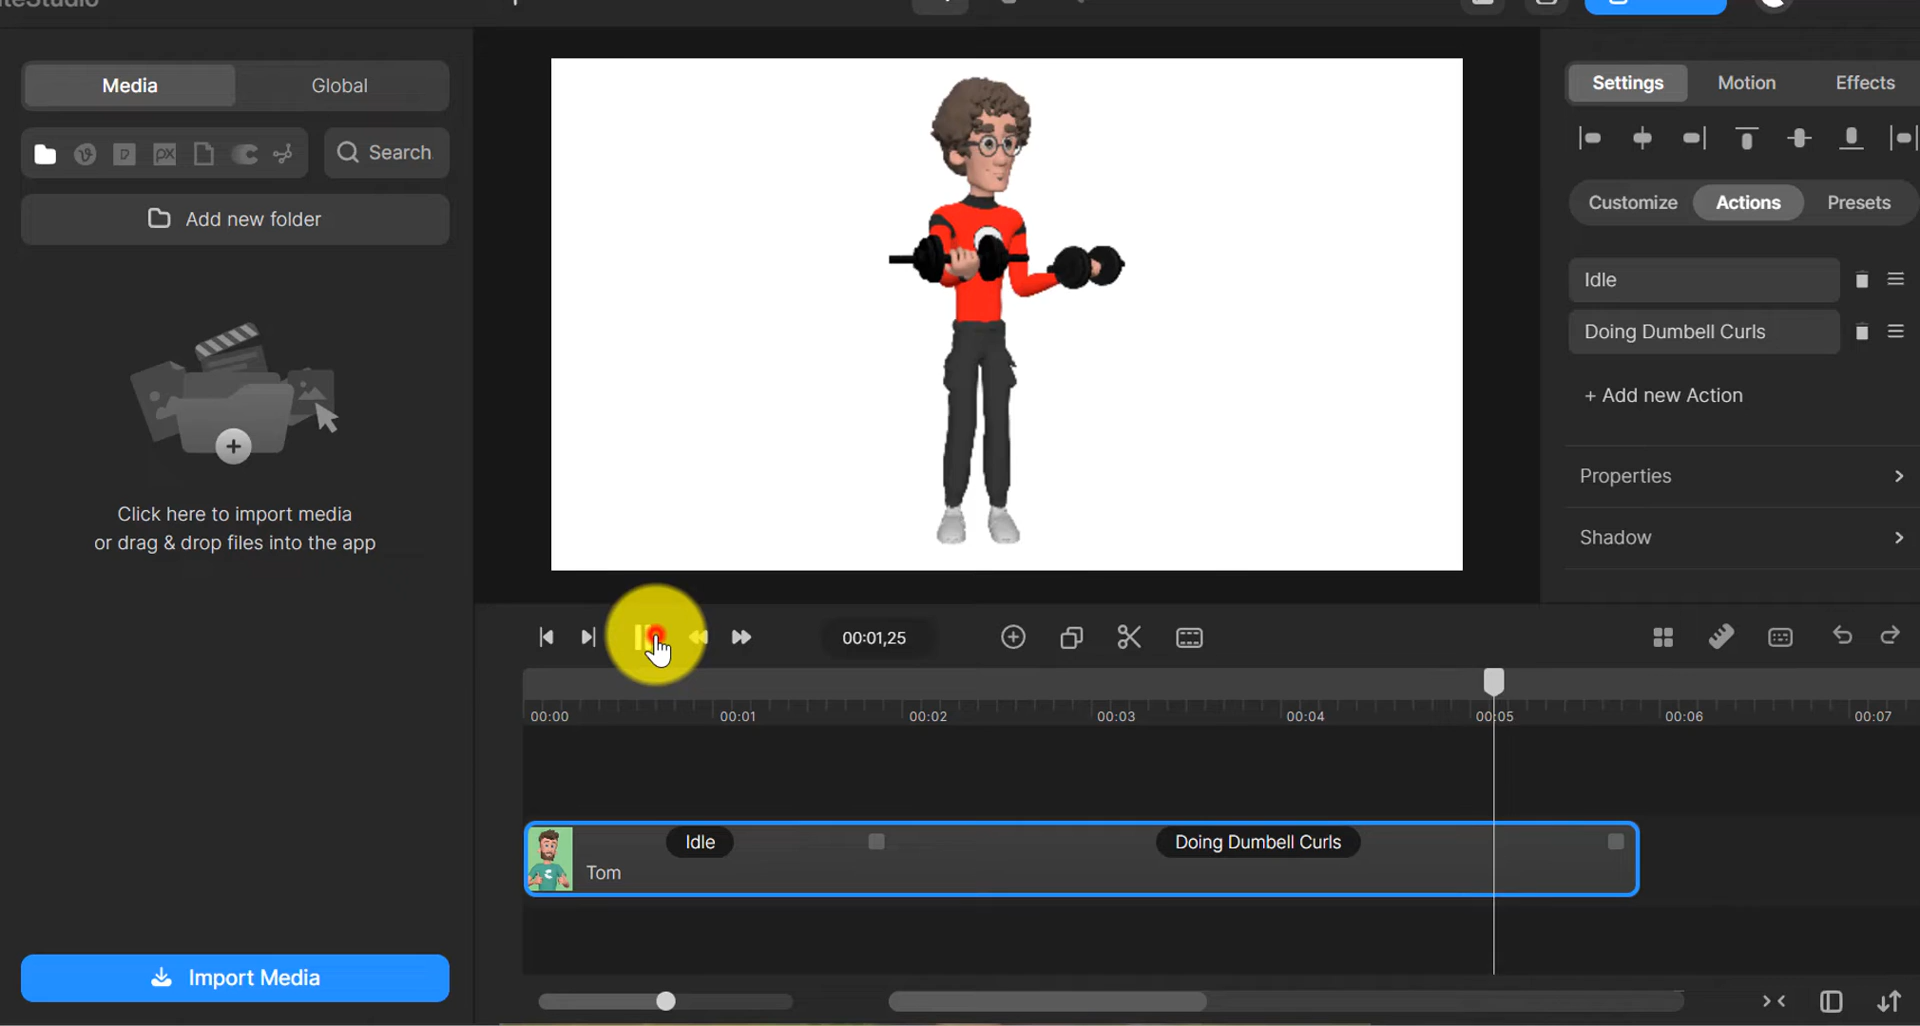 Media
Global
Search
Add new folder
Click here to import media
or drag & drop files into the app
Import Media
Settings
Motion
Effects
Customize
Actions
Presets
Idle
Doing Dumbell Curls
+ Add new Action
Properties
Shadow
00:01,25
00:00
00:01
00:02
00:03
00:04
00:05
00:06
00:07
Idle
Doing Dumbell Curls
Tom